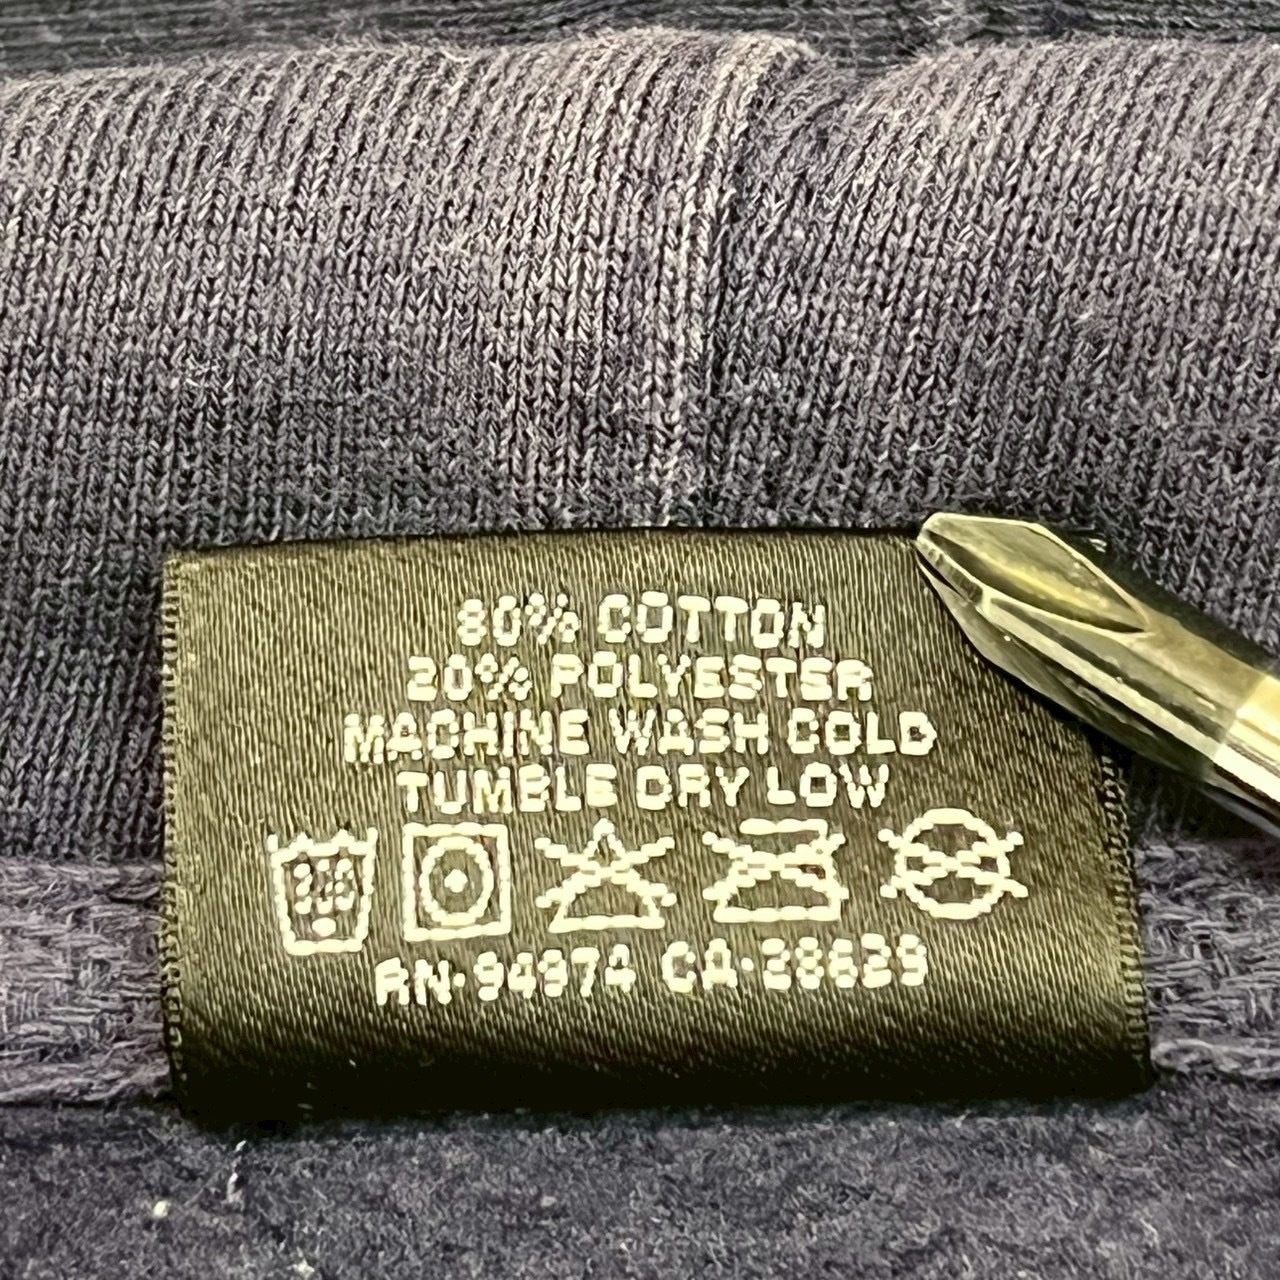 80% COTTON
20% POLYESTER
MACHINE WASH COLD
TUMBLE DRY LOW
RN·94974 CA·28629